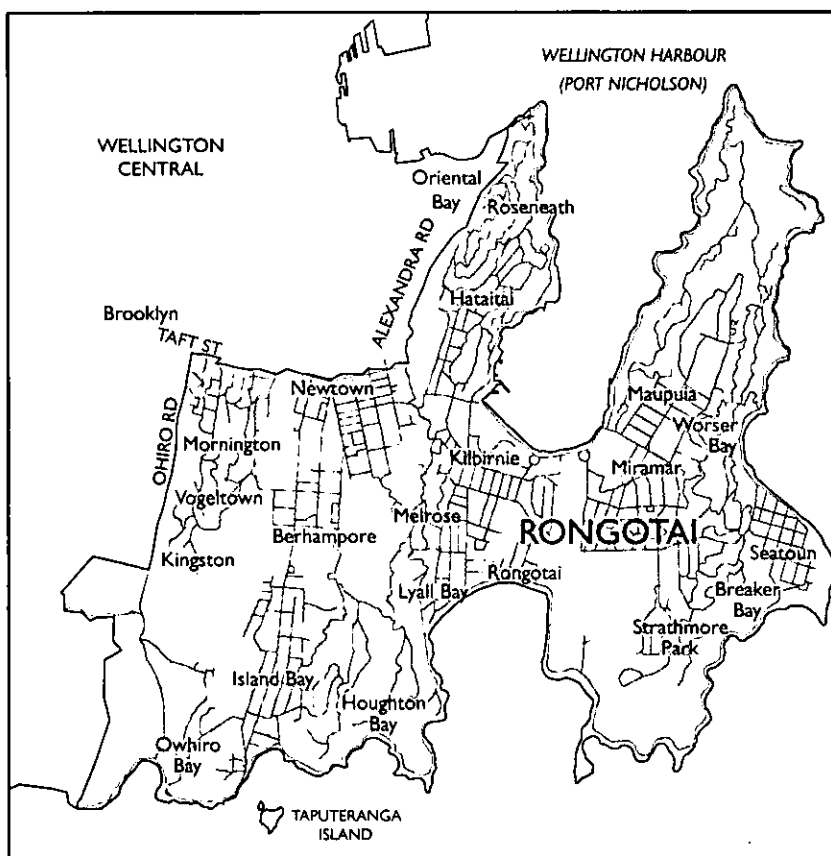 WELLINGTON HARBOUR
(PORT NICHOLSON)
WELLINGTON
CENTRAL
Oriental
Bay
Roseneath
ALEXANDRA RD
Hataitai
Brooklyn
TAFT ST
Newtown
Maupuia
Worser
Bay
OHIRO RD
Mornington
Kilbirnie
Miramar
Vogeltown
Melrose
Berhampore
RONGOTAI
Kingston
Seatoun
Rongotai
Lyall Bay
Breaker
Bay
Strathmore
Park
Island Bay
Houghton
Bay
Owhiro
Bay
TAPUTERANGA
ISLAND